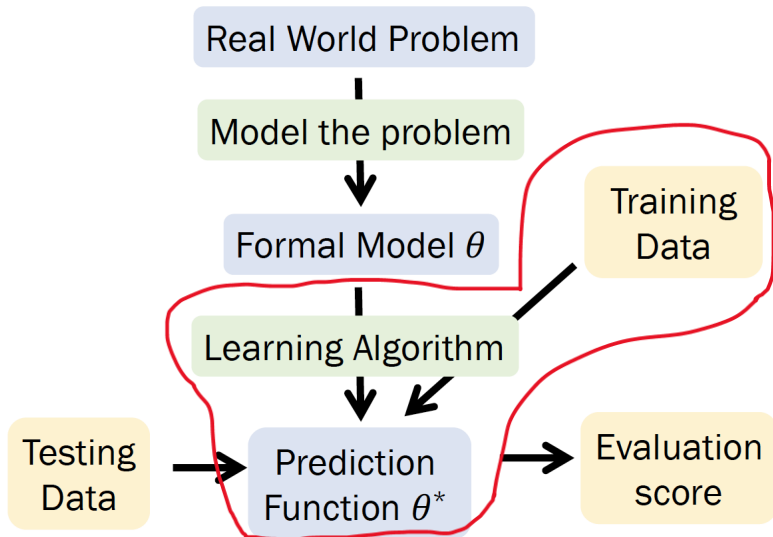 Real World Problem
Model the problem
Formal Model θ
Training
Data
Learning Algorithm
Testing
Data
Prediction
Function θ*
Evaluation
score